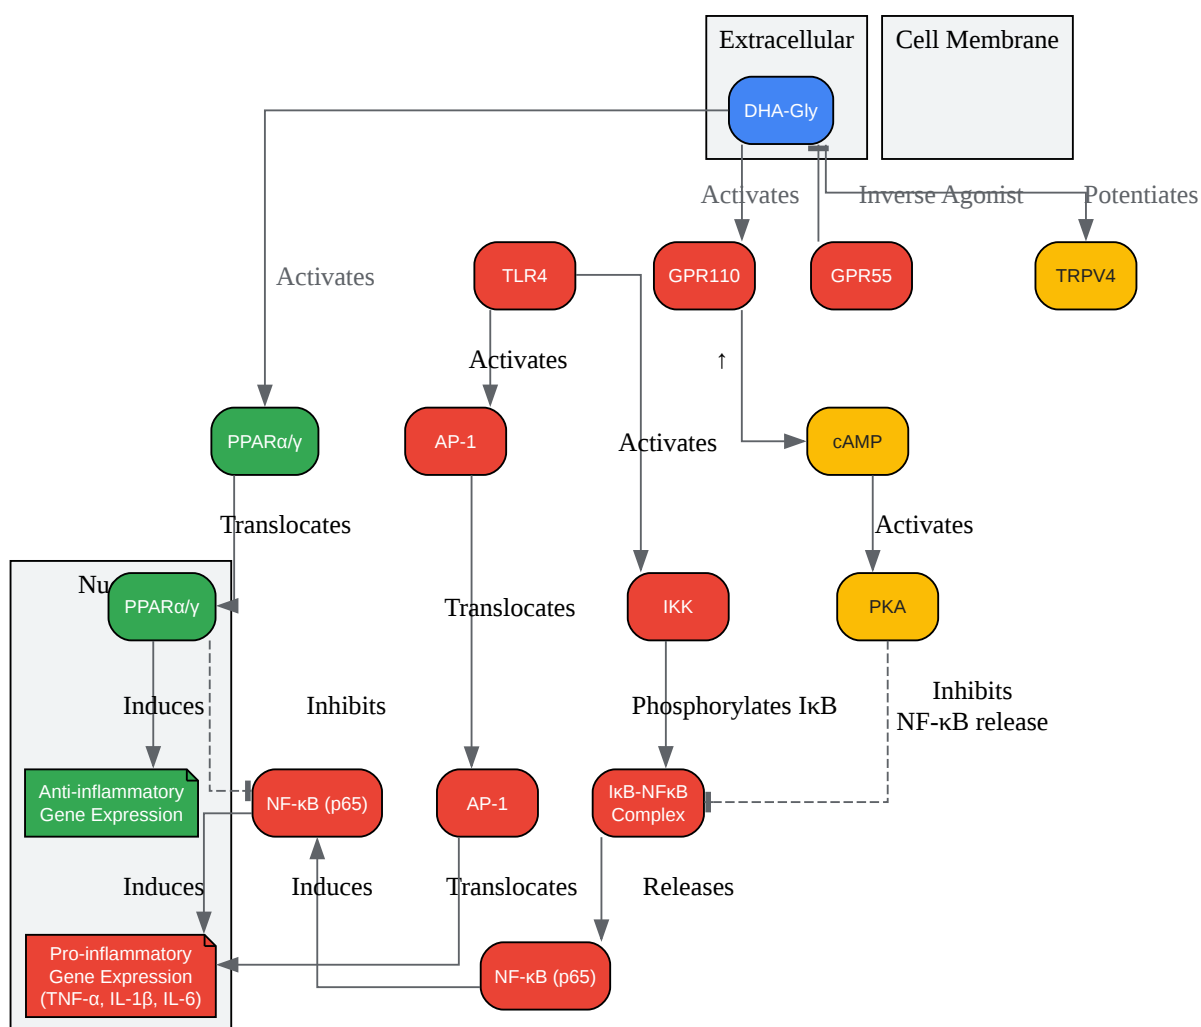 Extracellular
Cell Membrane
DHA-Gly
Activates
Inverse Agonist
Potentiates
Activates
TLR4
GPR110
GPR55
TRPV4
Activates
↑
PPARα/γ
AP-1
Activates
cAMP
Translocates
Activates
Nu
PPARα/γ
Translocates
IKK
PKA
Induces
Inhibits
Phosphorylates IκB
Inhibits
NF-κB release
Anti-inflammatory
Gene Expression
NF-κB (p65)
AP-1
IκB-NFκB
Complex
Induces
Induces
Translocates
Releases
Pro-inflammatory
Gene Expression
(TNF-α, IL-1β, IL-6)
NF-κB (p65)